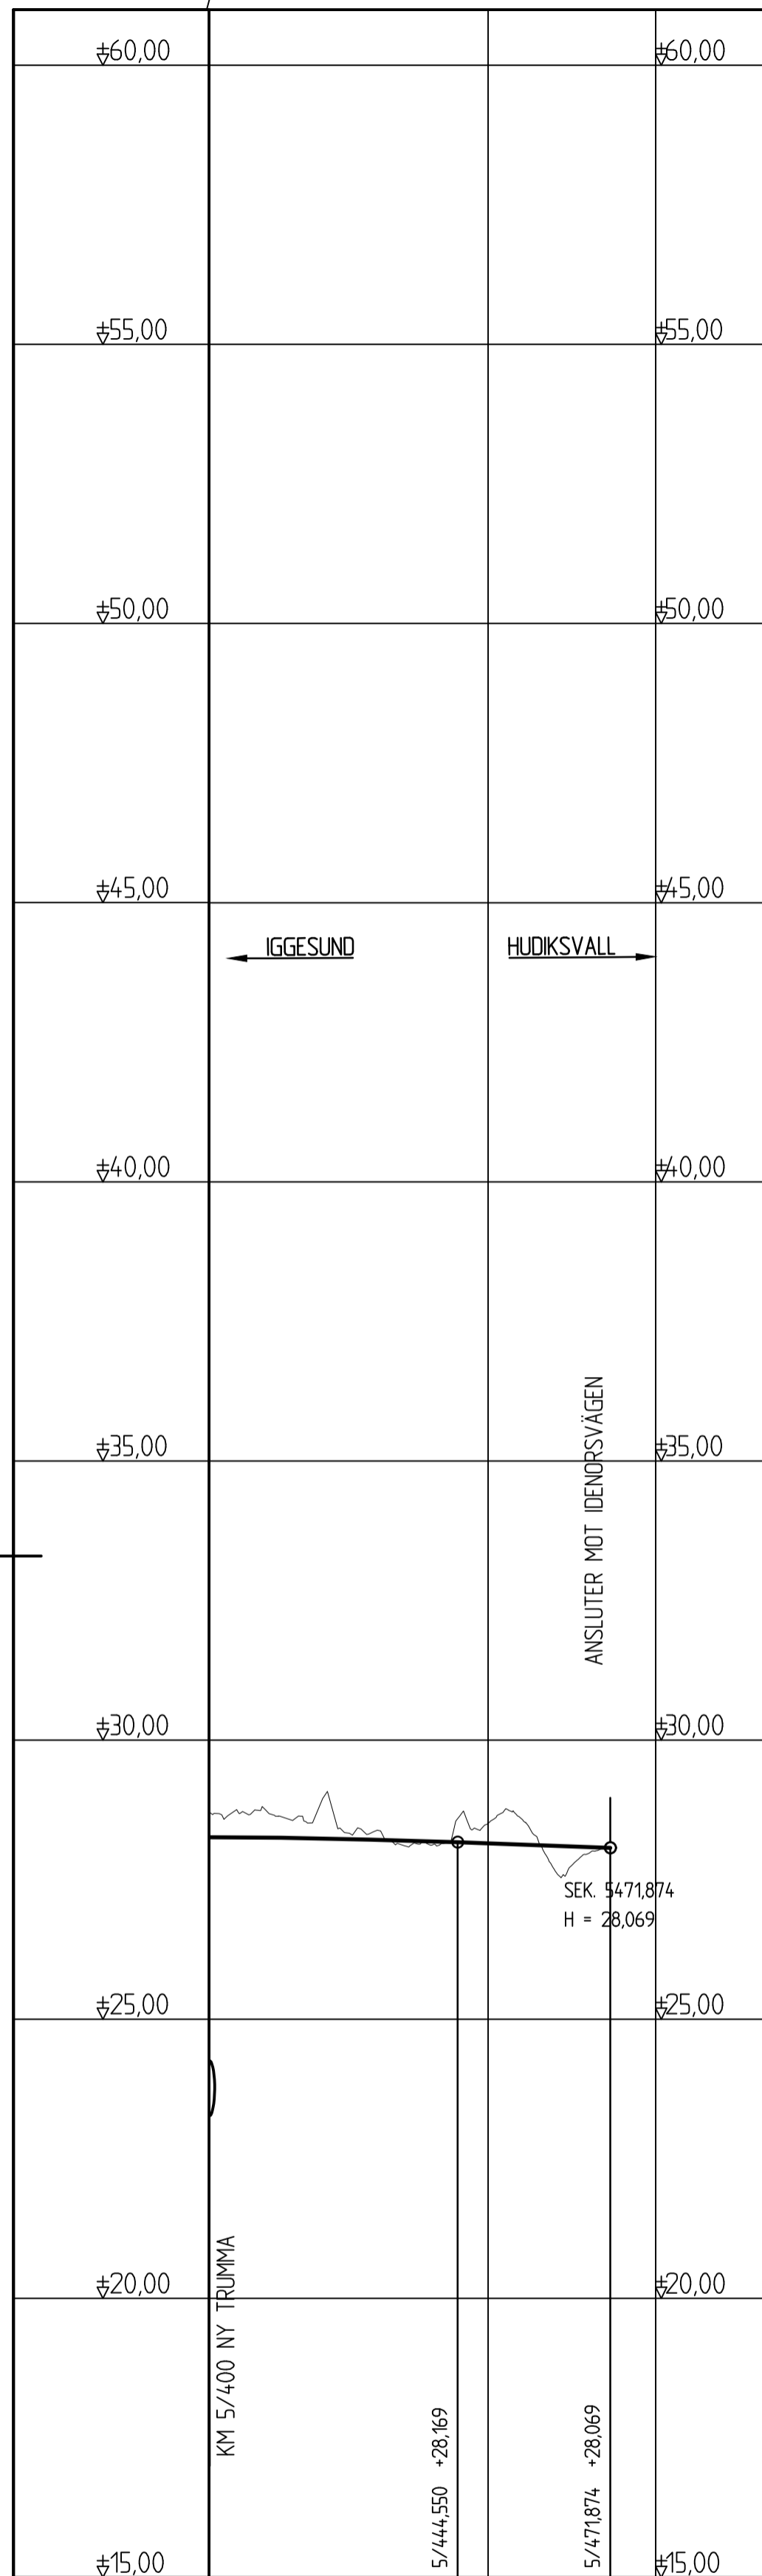 ±60,00 ±60,00
±55,00 ±55,00
±50,00 ±50,00
±45,00 ±45,00
IGGESUND HUDIKSVALL
±40,00 ±40,00
ANSLUTER MOT IDENORSVÄGEN
±35,00 ±35,00
±30,00 ±30,00
SEK. 5471,874
H = 28,069
±25,00 ±25,00
KM 5/400 NY TRUMMA
±20,00 ±20,00
5/444,550 +28,169
5/471,874 +28,069
±15,00 ±15,00